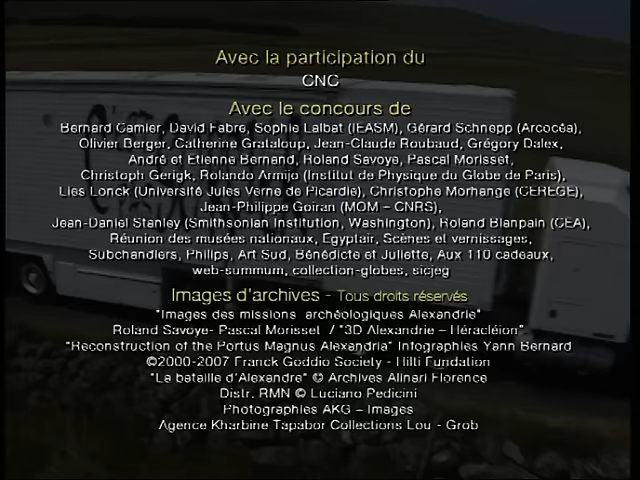 Avec la participation du
CNC
Avec le concours de
Bernard Camier, David Fabre, Sophie Lalbat (IEASM), Gérard Schnepp (Arcocéa),
Olivier Berger, Catherine Grataloup, Jean-Claude Roubaud, Grégory Dalex,
André et Etienne Bernand, Roland Savoye, Pascal Morisset,
Christoph Gerigk, Rolando Armijo (Institut de Physique du Globe de Paris),
Lies Lonck (Université Jules Verne de Picardie), Christophe Morhange (CEREGE),
Jean-Philippe Goiran (MOM – CNRS),
Jean-Daniel Stanley (Smithsonian Institution, Washington), Roland Blanpain (CEA),
Réunion des musées nationaux, Egyptair, Scènes et vernissages,
Subchandlers, Philips, Art Sud, Bénédicte et Juliette, Aux 110 cadeaux,
web-summum, collection-globes, sicjeg
Images d'archives - Tous droits réservés
"Images des missions archéologiques Alexandrie"
Roland Savoye- Pascal Morisset / "3D Alexandrie – Héracléion"
"Reconstruction of the Portus Magnus Alexandria" Infographies Yann Bernard
©2000-2007 Franck Goddio Society - Hilti Fundation
"Le bataille d'Alexandre" © Archives Alinari Florence
Distr. RMN © Luciano Pedicini
Photographies AKG – Images
Agence Kharbine Tapabor Collections Lou - Grob